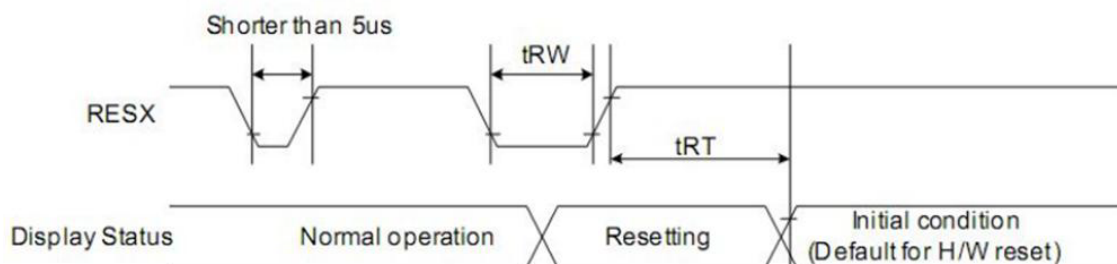 Shorter than 5us
tRW
RESX
tRT
Display Status
Normal operation
Resetting
Initial condition
(Default for H/W reset)